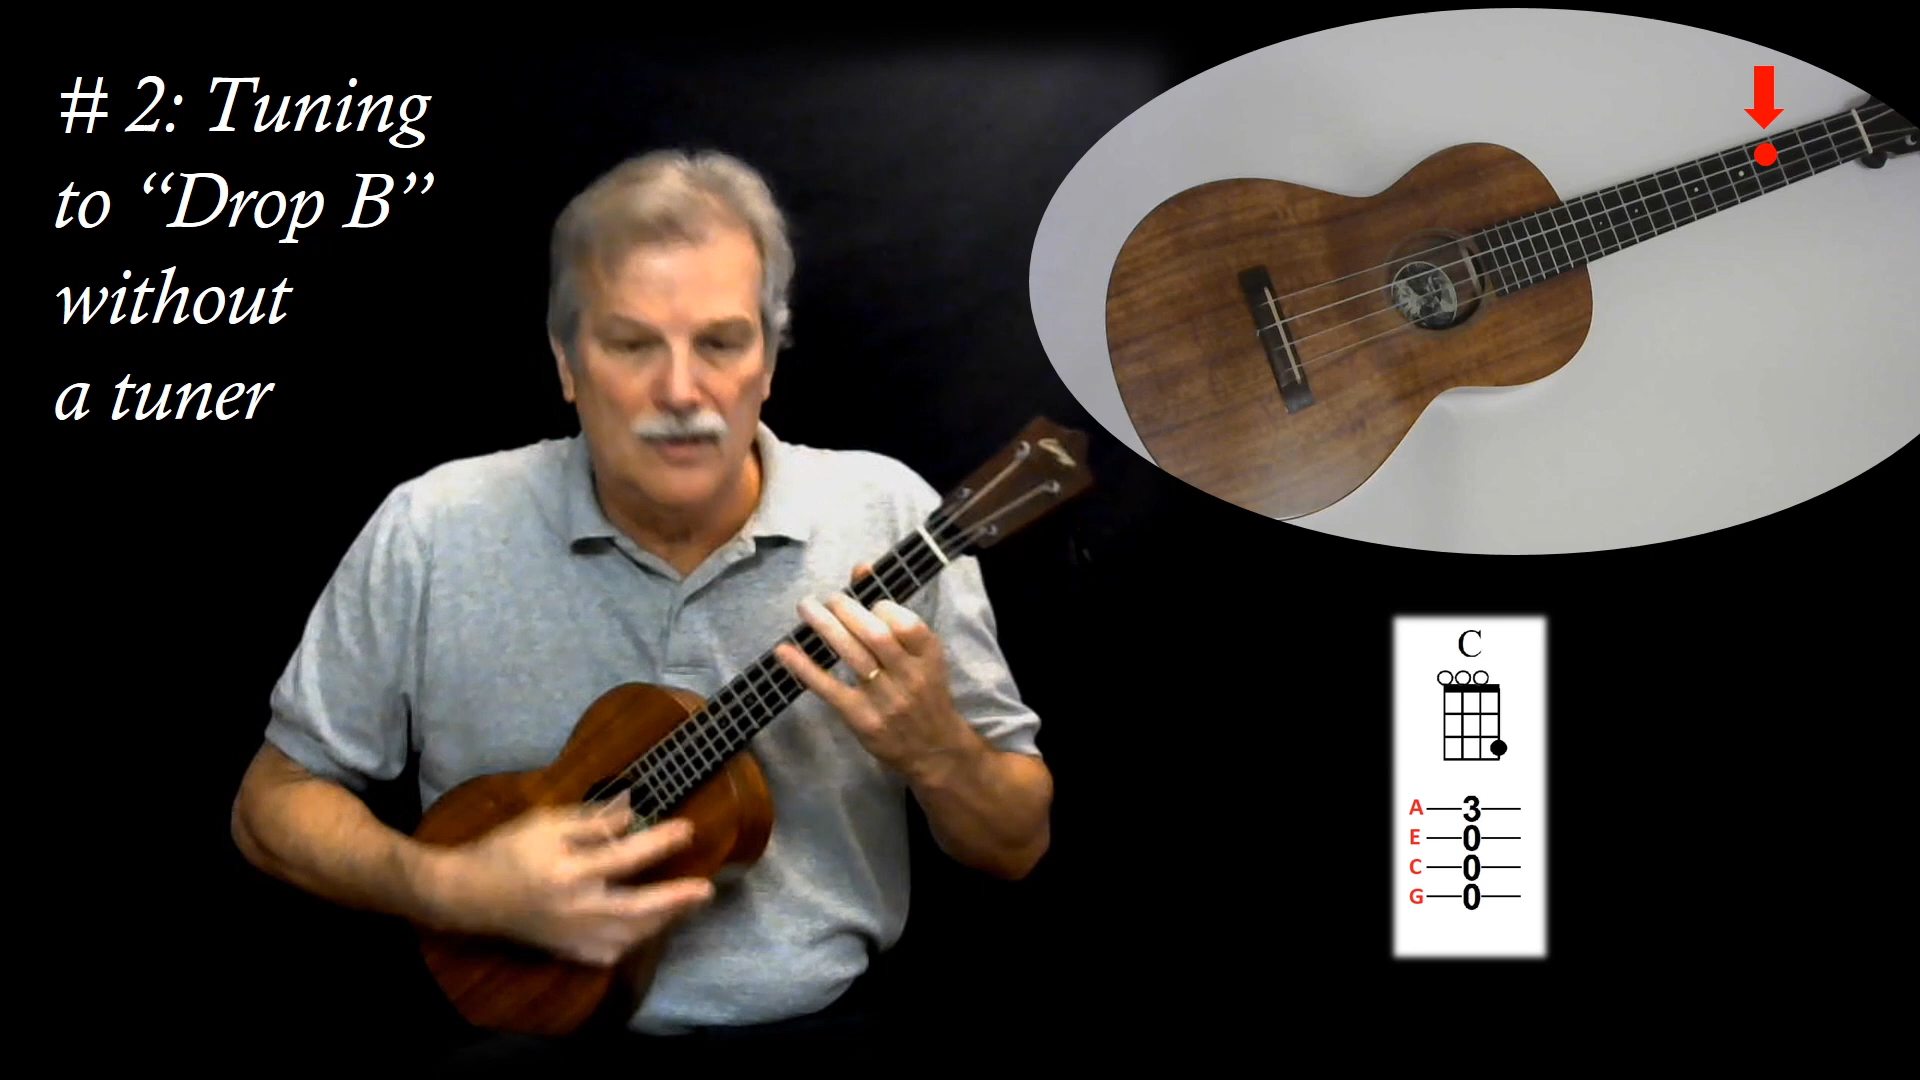 # 2: Tuning
to “Drop B”
without
a tuner
C
A 3
E 0
C 0
G 0